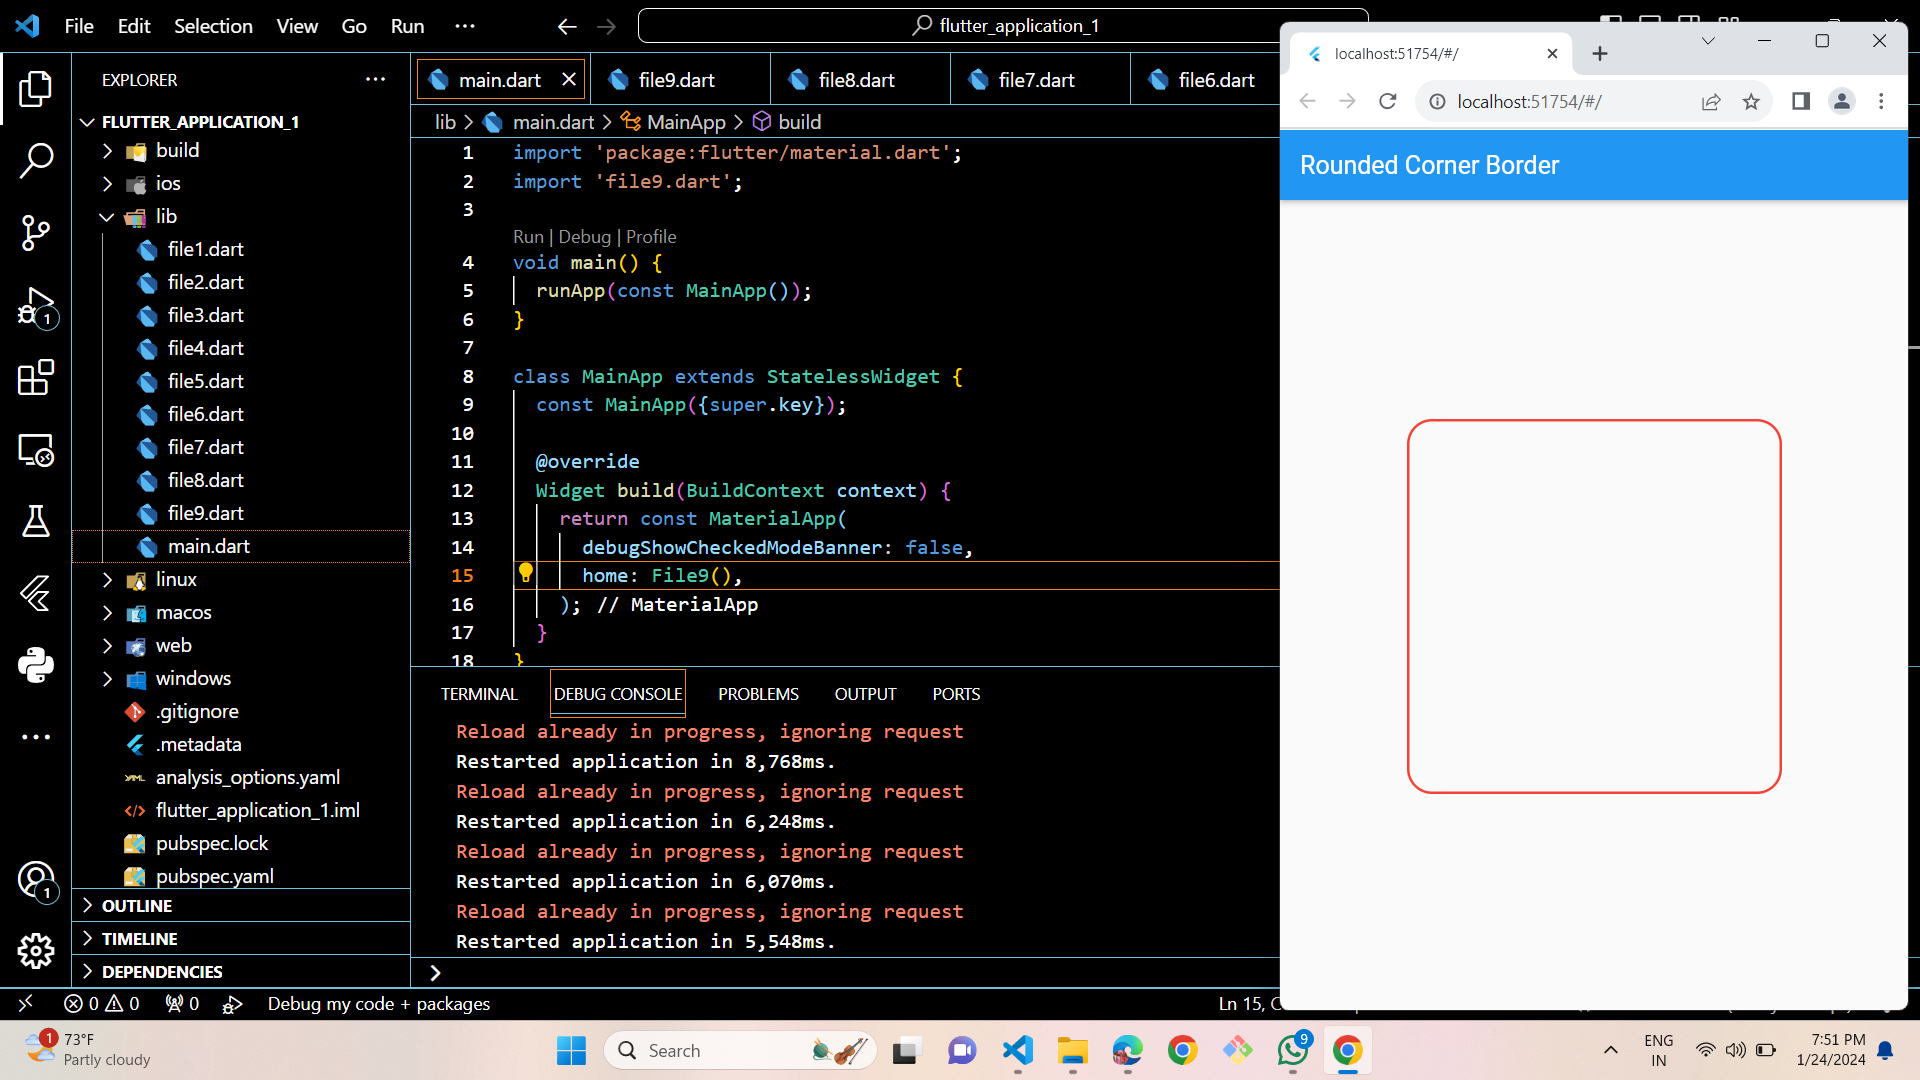 File Edit Selection View Go Run ···
flutter_application_1
EXPLORER
FLUTTER_APPLICATION_1
build
ios
lib
file1.dart
file2.dart
file3.dart
file4.dart
file5.dart
file6.dart
file7.dart
file8.dart
file9.dart
main.dart
linux
macos
web
windows
.gitignore
.metadata
analysis_options.yaml
flutter_application_1.iml
pubspec.lock
pubspec.yaml
OUTLINE
TIMELINE
DEPENDENCIES
1
1
main.dart file9.dart file8.dart file7.dart file6.dart
lib > main.dart > MainApp > build
1 import 'package:flutter/material.dart';
2 import 'file9.dart';
3
Run | Debug | Profile
4 void main() {
5 runApp(const MainApp());
6 }
7
8 class MainApp extends StatelessWidget {
9 const MainApp({super.key});
10
11 @override
12 Widget build(BuildContext context) {
13 return const MaterialApp(
14 debugShowCheckedModeBanner: false,
15 home: File9(),
16 ); // MaterialApp
17 }
18 }
TERMINAL DEBUG CONSOLE PROBLEMS OUTPUT PORTS
Reload already in progress, ignoring request
Restarted application in 8,768ms.
Reload already in progress, ignoring request
Restarted application in 6,248ms.
Reload already in progress, ignoring request
Restarted application in 6,070ms.
Reload already in progress, ignoring request
Restarted application in 5,548ms.
>
localhost:51754/#/
localhost:51754/#/
Rounded Corner Border
0 0 0 Debug my code + packages
Ln 15,
1
73°F
Partly cloudy
Search
9
ENG
IN
7:51 PM
1/24/2024